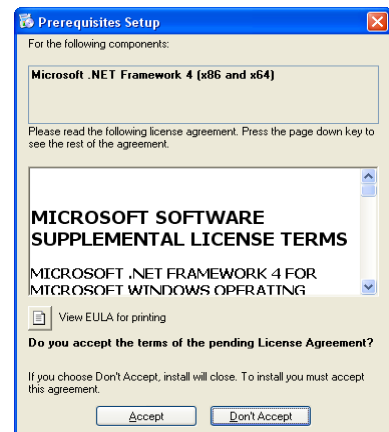 Prerequisites Setup
For the following components:
Microsoft .NET Framework 4 (x86 and x64)
Please read the following license agreement. Press the page down key to
see the rest of the agreement.
MICROSOFT SOFTWARE
SUPPLEMENTAL LICENSE TERMS
MICROSOFT .NET FRAMEWORK 4 FOR
MICROSOFT WINDOWS OPERATING
View EULA for printing
Do you accept the terms of the pending License Agreement?
If you choose Don't Accept, install will close. To install you must accept
this agreement.
Accept
Don't Accept